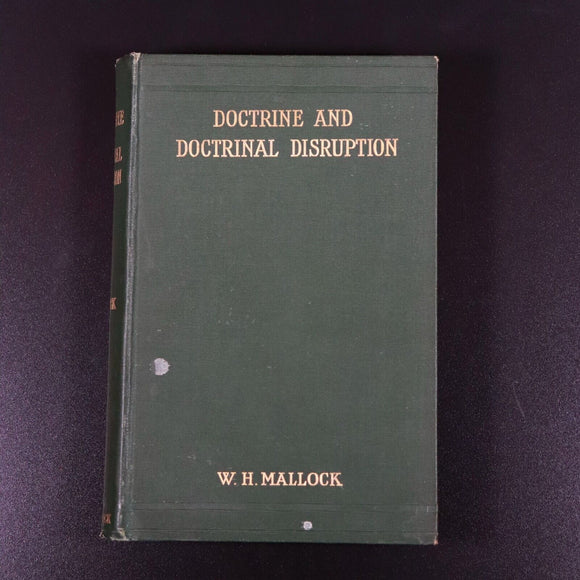 DOCTRINE AND
DOCTRINAL DISRUPTION
W. H. MALLOCK